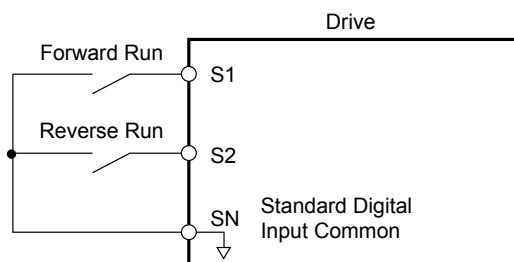 Drive
Forward Run
S1
Reverse Run
S2
SN
Standard Digital
Input Common